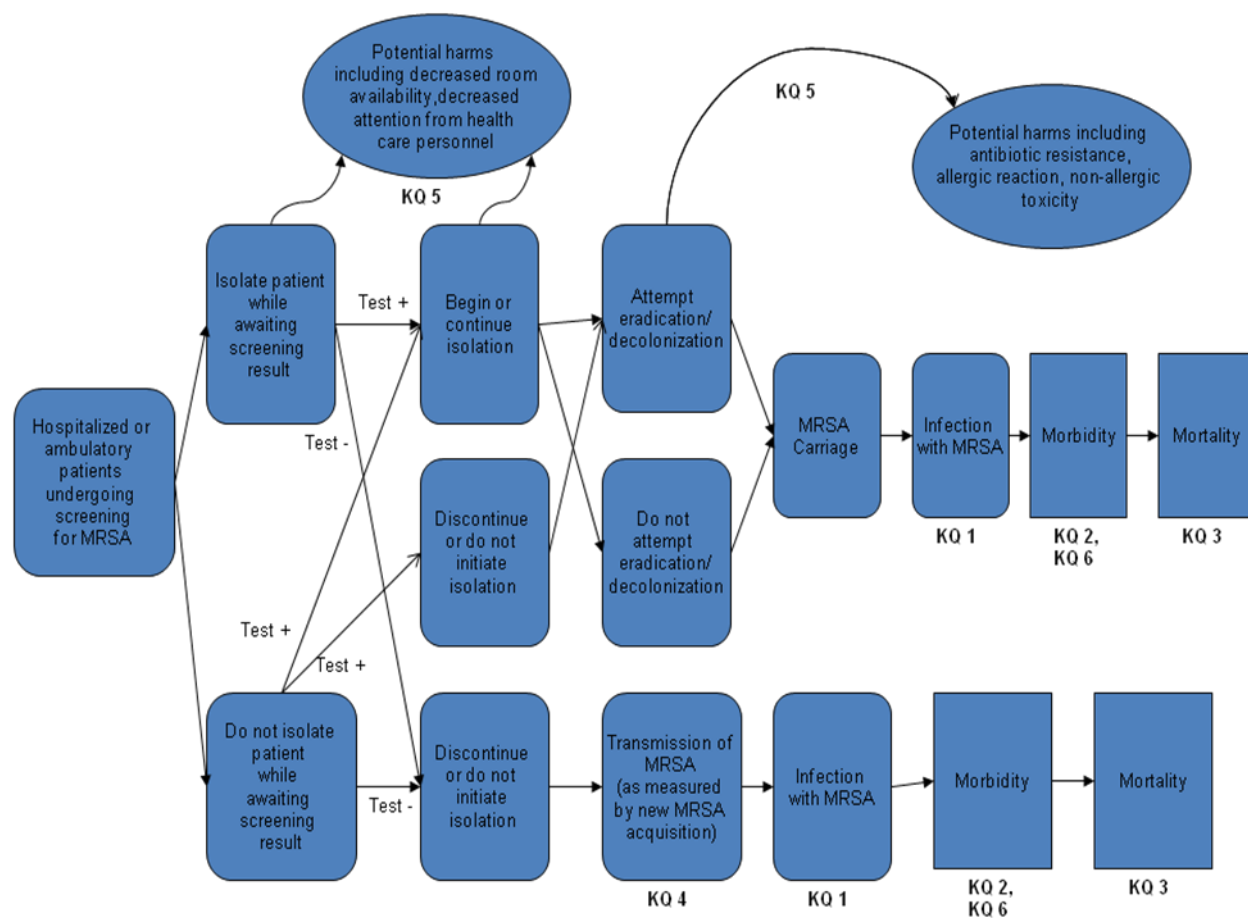 Potential harms
including decreased room
availability,decreased
attention from health
care personnel
KQ 5
KQ 5
Potential harms including
antibiotic resistance,
allergic reaction, non-allergic
toxicity
Isolate patient
while
awaiting
screening
result
Test +
Begin or
continue
isolation
Attempt
eradication/
decolonization
Hospitalized or
ambulatory
patients
undergoing
screening
for MRSA
Test -
MRSA
Carriage
Infection
with MRSA
KQ 1
Morbidity
KQ 2,
KQ 6
Mortality
KQ 3
Discontinue
or do not
initiate
isolation
Do not
attempt
eradication/
decolonization
Test +
Test +
Do not isolate
patient
while
awaiting
screening
result
Test -
Discontinue
or do not
initiate
isolation
Transmission of
MRSA
(as measured
by new MRSA
acquisition)
KQ 4
Infection
with MRSA
KQ 1
Morbidity
KQ 2,
KQ 6
Mortality
KQ 3